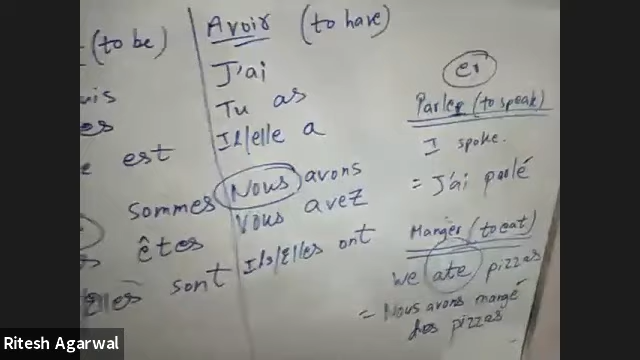 (to be)
uis
es
e est
sommes
êtes
sont
Avoir (to have)
J'ai
Tu as
Il/elle a
Nous avons
Vous avez
Ils/Elles ont
er
Parler (to speak)
I spoke.
= J'ai parlé
Manger (to eat)
We ate pizzas
= Nous avons mangé
des pizzas
Ritesh Agarwal